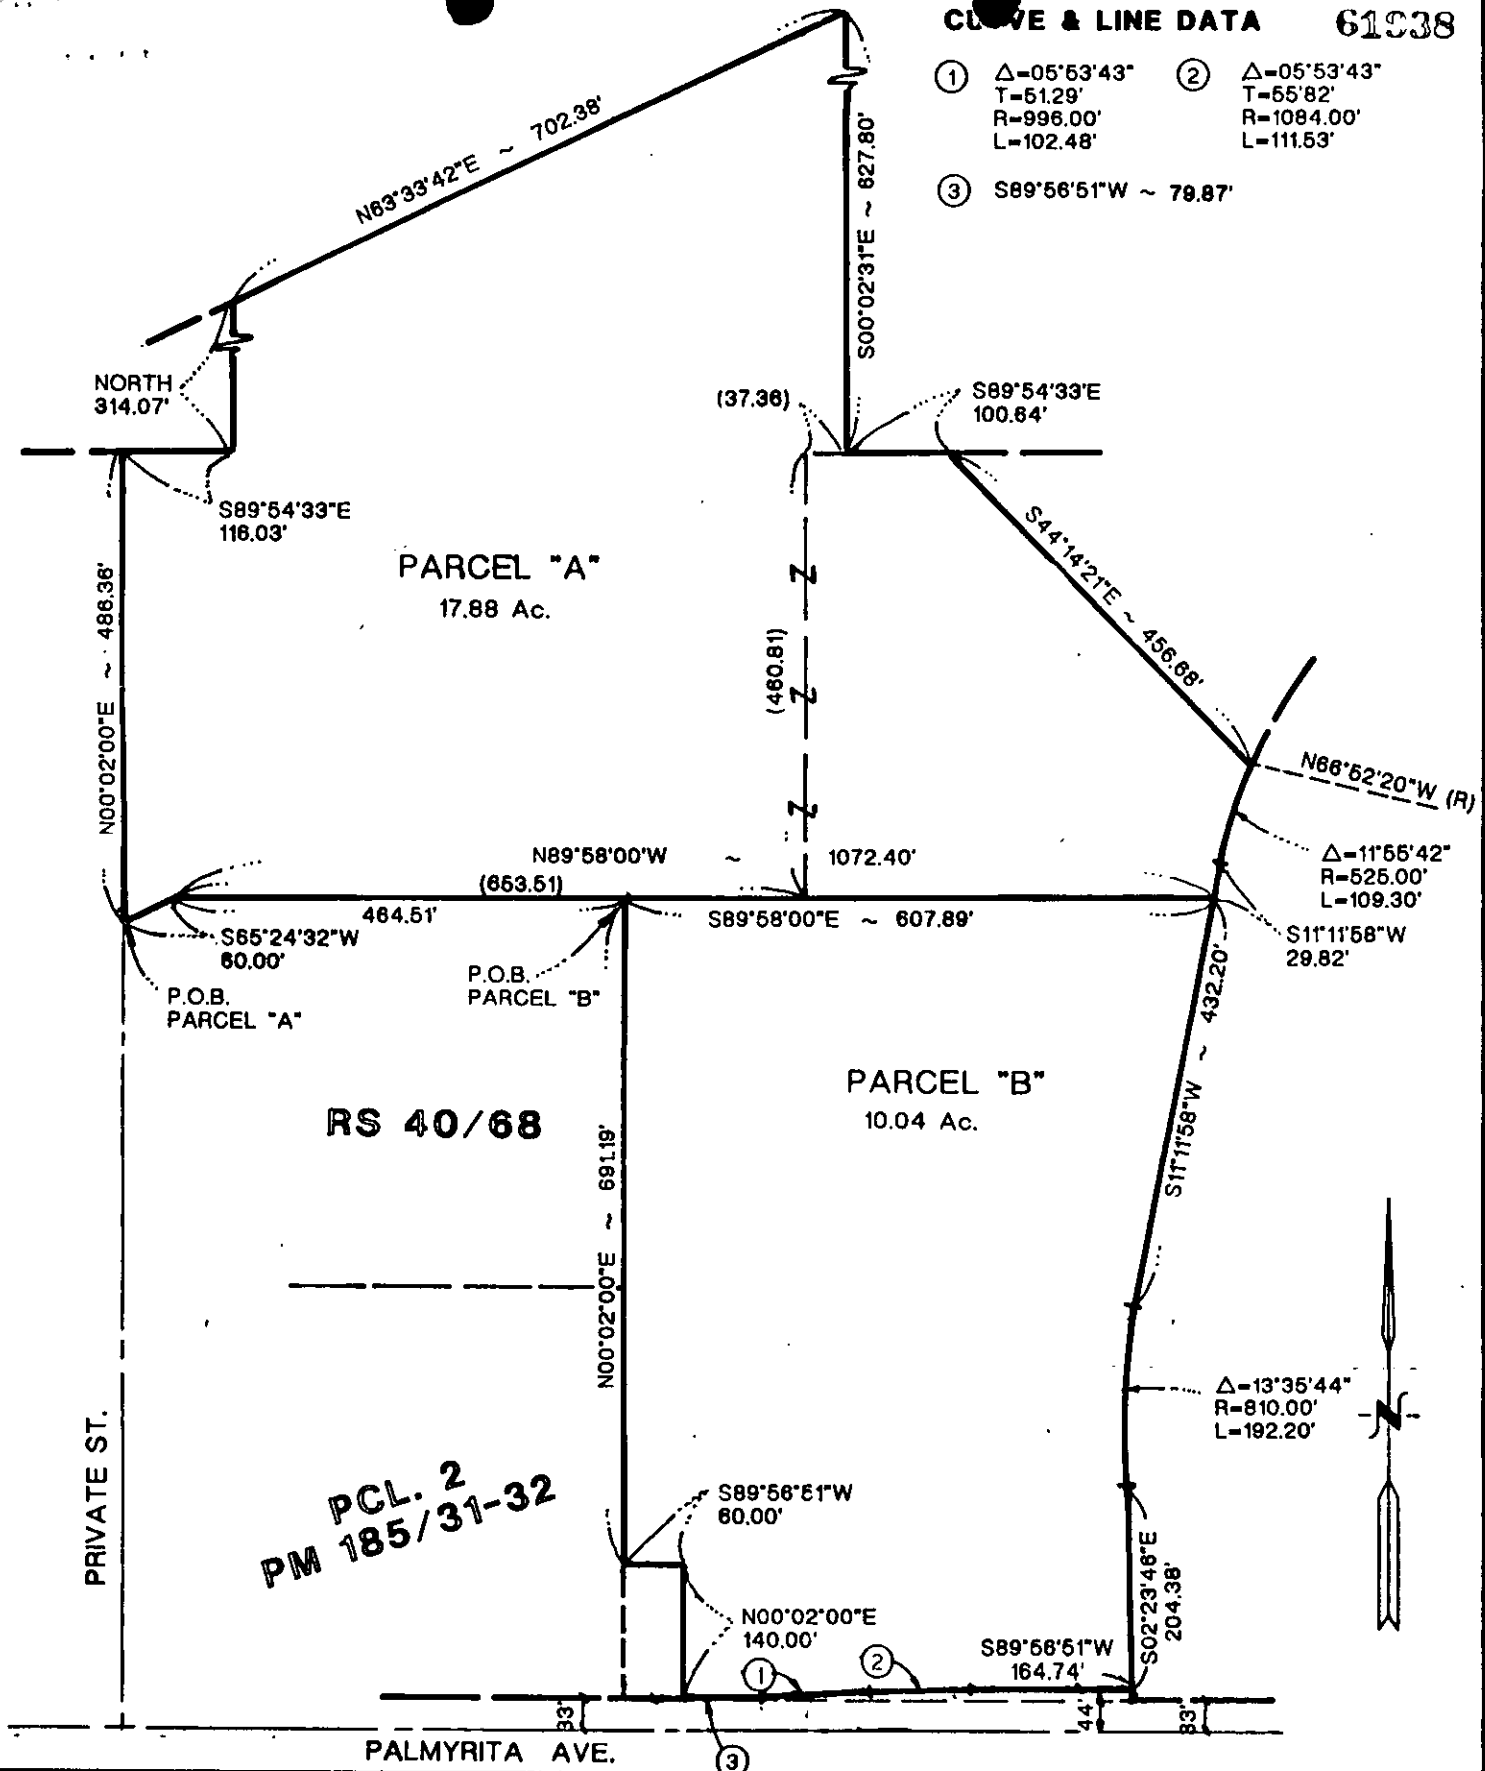 CURVE & LINE DATA
① Δ=05°53'43"
T=51.29'
R=996.00'
L=102.48'
② Δ=05°53'43"
T=55'82'
R=1084.00'
L=111.53'
③ S89°56'51"W ~ 79.87'
N63°33'42"E ~ 702.38'
S00°02'31"E ~ 627.80'
NORTH
314.07'
(37.36)
S89°54'33"E
100.64'
S89°54'33"E
116.03'
PARCEL "A"
17.88 Ac.
N00°02'00"E ~ 486.36'
(460.81)
S44°14'21"E ~ 456.68'
N66°52'20"W (R)
Δ=11°55'42"
R=525.00'
L=109.30'
N89°58'00"W ~ 1072.40'
(653.51)
464.51'
S89°58'00"E ~ 607.89'
S11°11'58"W
29.82'
S65°24'32"W
60.00'
P.O.B.
PARCEL "A"
P.O.B.
PARCEL "B"
S11°11'58"W ~ 432.20'
PARCEL "B"
10.04 Ac.
RS 40/68
N00°02'00"E ~ 691.19'
Δ=13°35'44"
R=810.00'
L=192.20'
N
PRIVATE ST.
PCL. 2
PM 185/31-32
S89°56'51"W
60.00'
N00°02'00"E
140.00'
S02°23'46"E
204.38'
S89°56'51"W
164.74'
①
②
33'
44'
33'
PALMYRITA AVE.
③